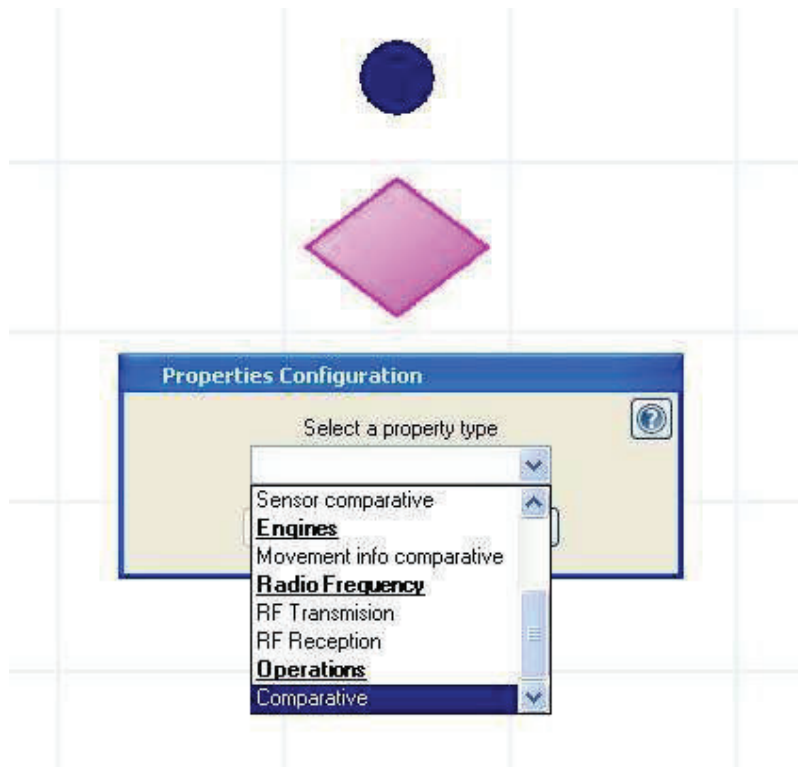 Properties Configuration
Select a property type
Sensor comparative
Engines
Movement info comparative
Radio Frequency
RF Transmision
RF Reception
Operations
Comparative